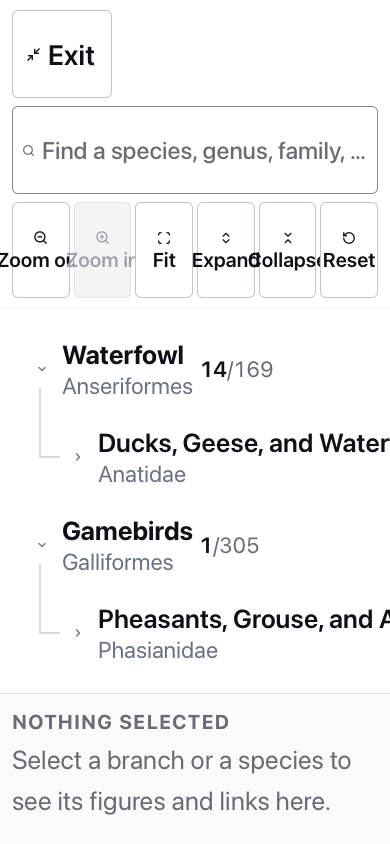 Exit
Find a species, genus, family, ...
Zoom ou Zoom in Fit Expand Collapse Reset
Waterfowl
14/169
Anseriformes
Ducks, Geese, and Water
Anatidae
Gamebirds
1/305
Galliformes
Pheasants, Grouse, and A
Phasianidae
NOTHING SELECTED
Select a branch or a species to
see its figures and links here.